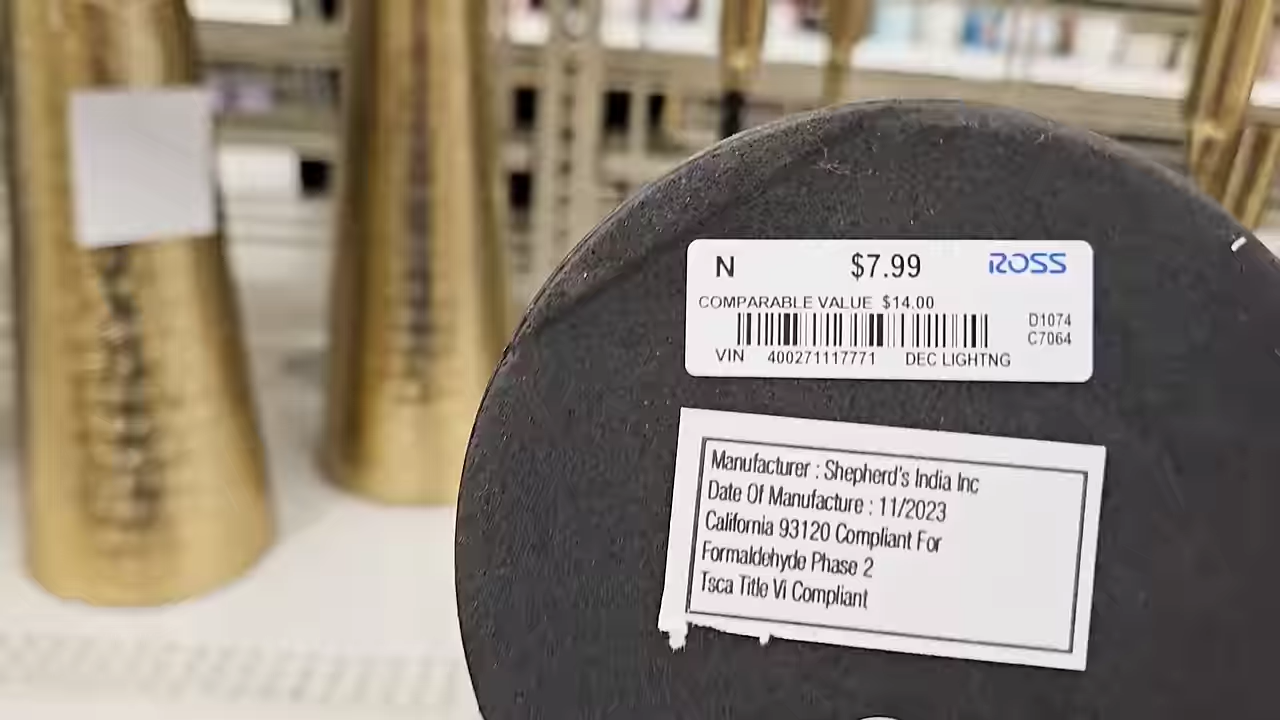 N $7.99 ROSS
COMPARABLE VALUE $14.00
D1074
C7064
VIN 400271117771 DEC LIGHTNG
Manufacturer : Shepherd's India Inc
Date Of Manufacture : 11/2023
California 93120 Compliant For
Formaldehyde Phase 2
Tsca Title Vi Compliant